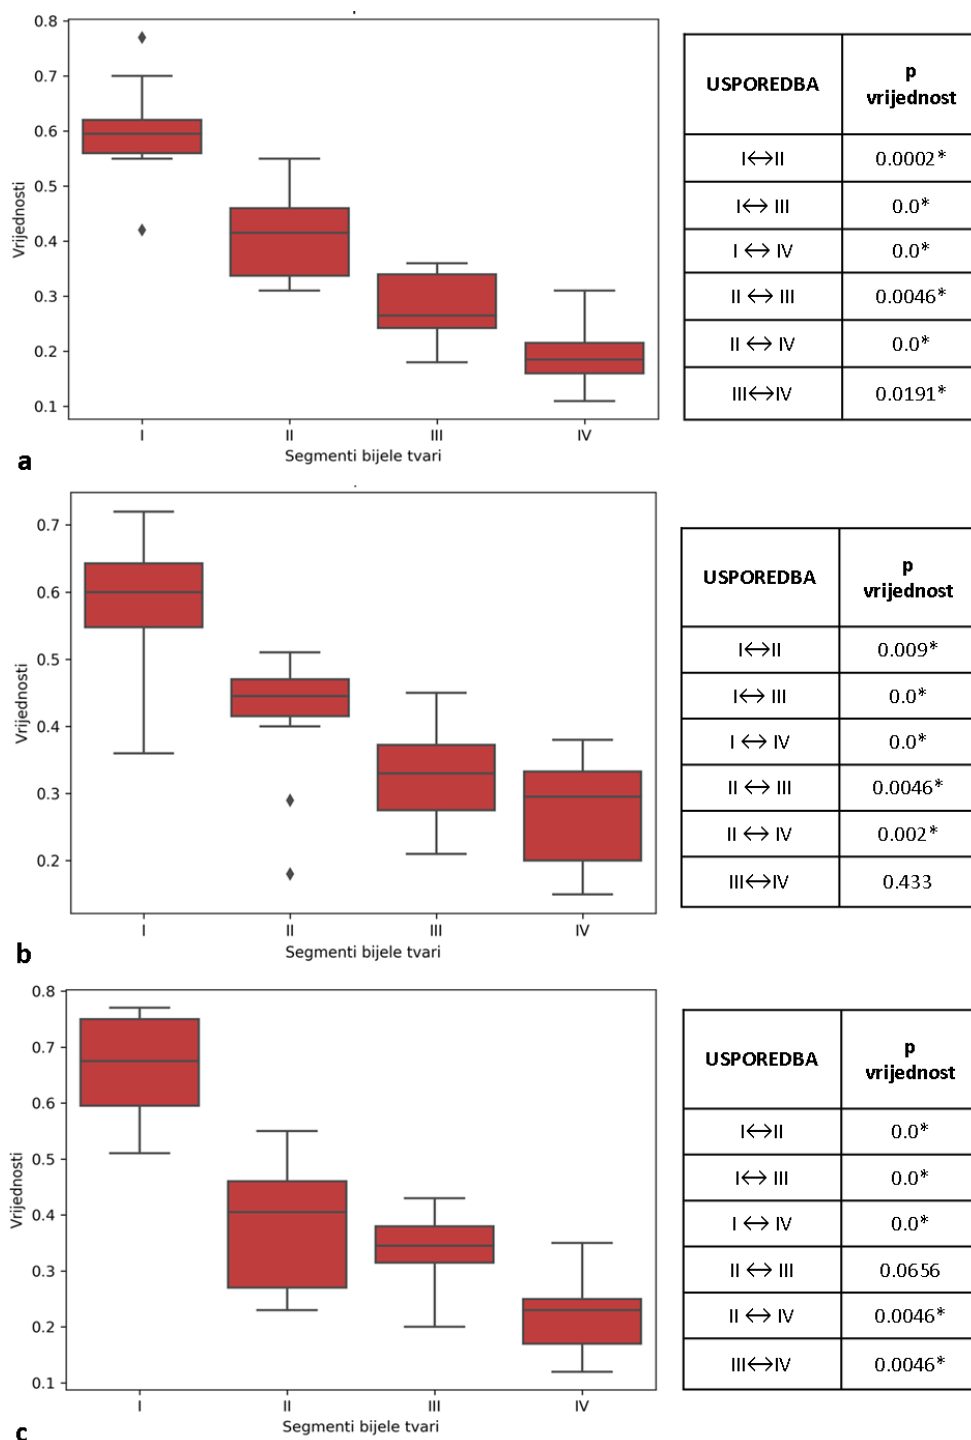 0.8
0.7
0.6
0.5
0.4
0.3
0.2
0.1
Vrijednosti
I II III IV
Segmenti bijele tvari
a
USPOREDBA p vrijednost
I↔II 0.0002*
I↔ III 0.0*
I ↔ IV 0.0*
II ↔ III 0.0046*
II ↔ IV 0.0*
III↔IV 0.0191*
0.7
0.6
0.5
0.4
0.3
0.2
Vrijednosti
I II III IV
Segmenti bijele tvari
b
USPOREDBA p vrijednost
I↔II 0.009*
I↔ III 0.0*
I ↔ IV 0.0*
II ↔ III 0.0046*
II ↔ IV 0.002*
III↔IV 0.433
0.8
0.7
0.6
0.5
0.4
0.3
0.2
0.1
Vrijednosti
I II III IV
Segmenti bijele tvari
c
USPOREDBA p vrijednost
I↔II 0.0*
I↔ III 0.0*
I ↔ IV 0.0*
II ↔ III 0.0656
II ↔ IV 0.0046*
III↔IV 0.0046*